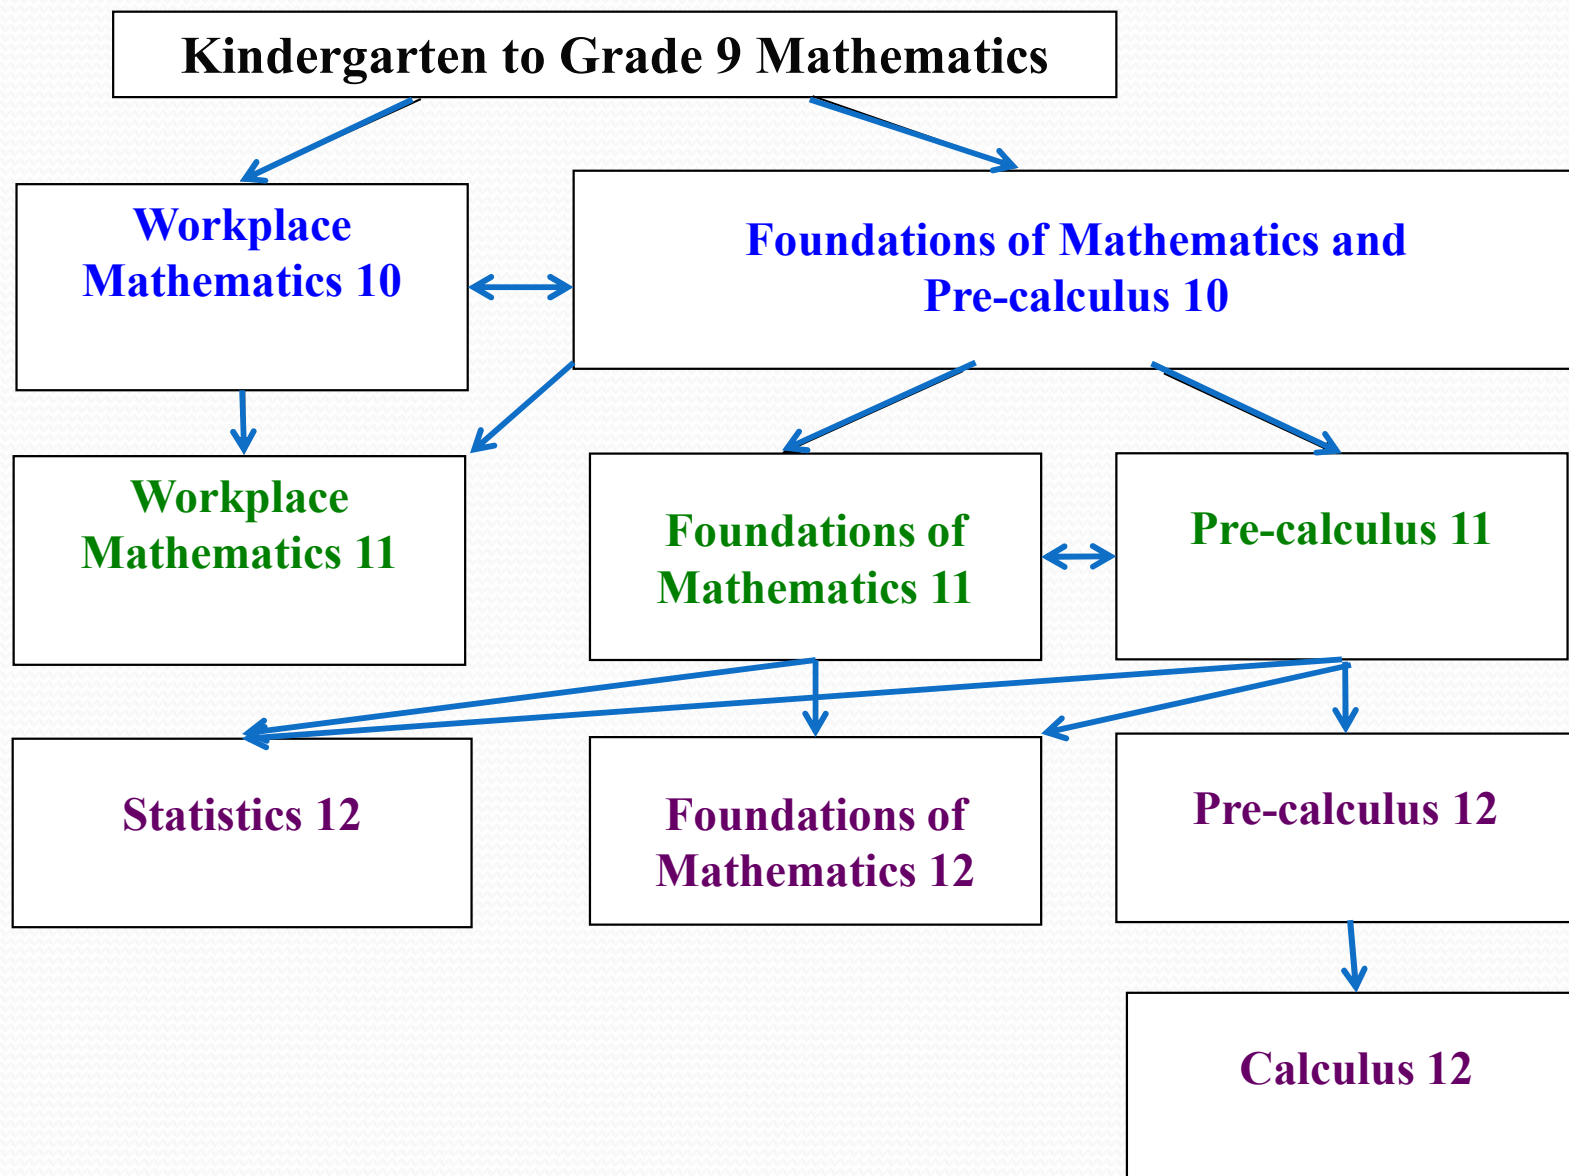 Kindergarten to Grade 9 Mathematics
Workplace
Mathematics 10
Foundations of Mathematics and
Pre-calculus 10
Workplace
Mathematics 11
Foundations of
Mathematics 11
Pre-calculus 11
Statistics 12
Foundations of
Mathematics 12
Pre-calculus 12
Calculus 12